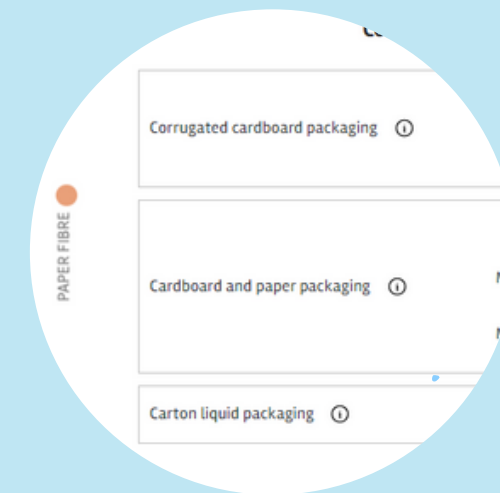 Corrugated cardboard packaging
PAPER FIBRE
Cardboard and paper packaging
Carton liquid packaging